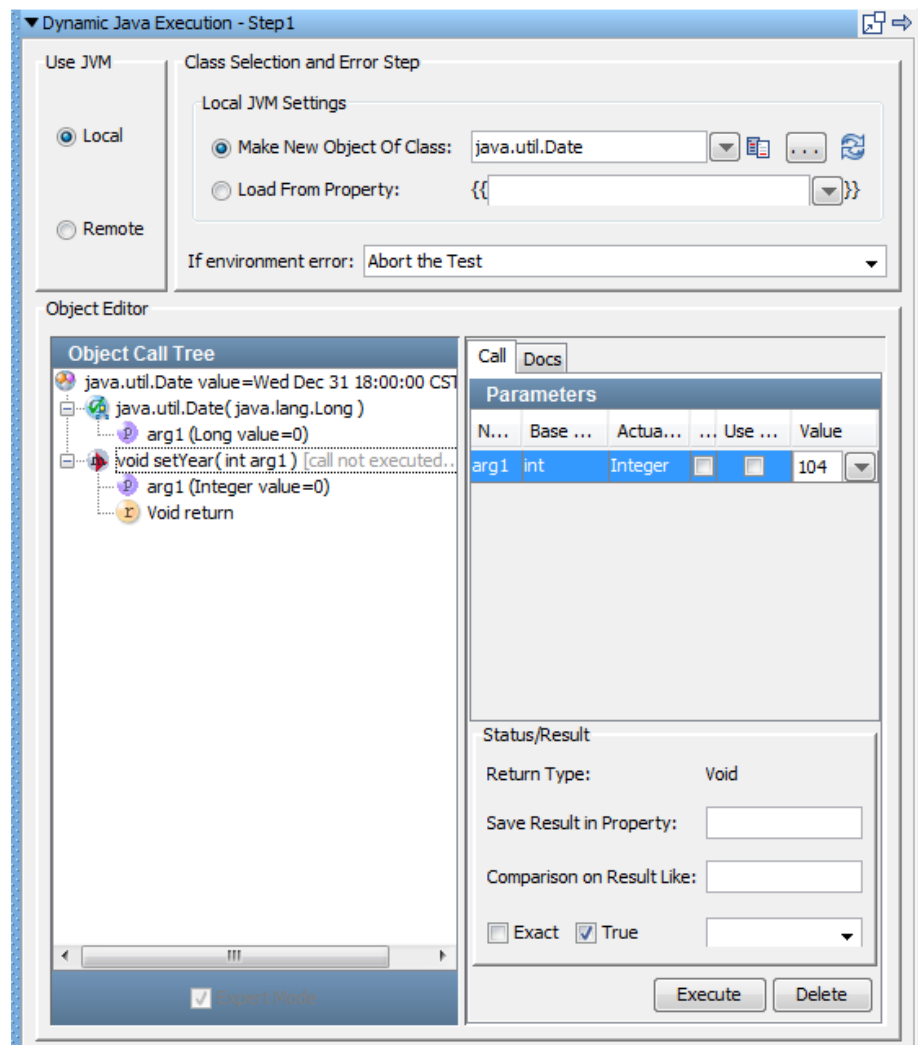 Dynamic Java Execution - Step1
Use JVM
Class Selection and Error Step
Local JVM Settings
Local
Make New Object Of Class: java.util.Date ...
Load From Property: {{ }}
Remote
If environment error: Abort the Test
Object Editor
Object Call Tree
java.util.Date value=Wed Dec 31 18:00:00 CST
java.util.Date( java.lang.Long )
P arg1 (Long value=0)
void setYear( int arg1 ) [call not executed..
P arg1 (Integer value=0)
r Void return
Call Docs
Parameters
N... Base ... Actua... ... Use ... Value
arg1 int Integer 104
Status/Result
Return Type: Void
Save Result in Property:
Comparison on Result Like:
Exact True
Expert Mode
Execute Delete